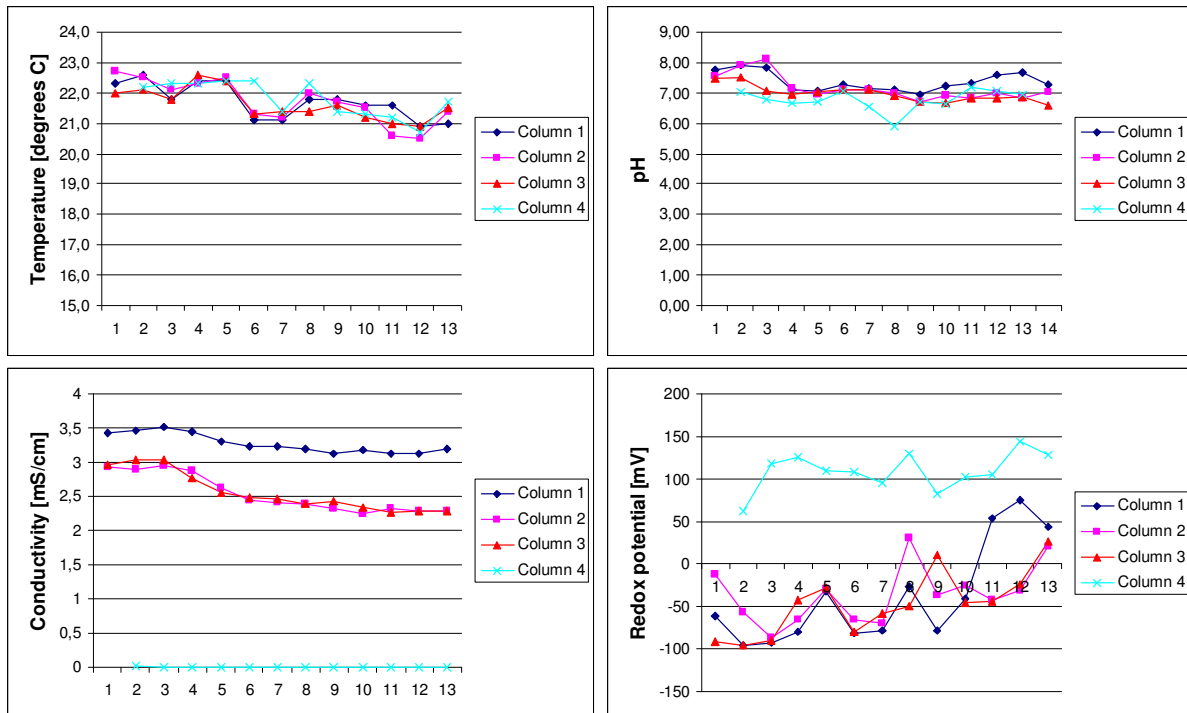 Temperature [degrees C]
24,0
23,0
22,0
21,0
20,0
19,0
18,0
17,0
16,0
15,0
1 2 3 4 5 6 7 8 9 10 11 12 13
Column 1
Column 2
Column 3
Column 4
pH
9,00
8,00
7,00
6,00
5,00
4,00
3,00
2,00
1,00
0,00
1 2 3 4 5 6 7 8 9 10 11 12 13 14
Column 1
Column 2
Column 3
Column 4
Conductivity [mS/cm]
4
3,5
3
2,5
2
1,5
1
0,5
0
1 2 3 4 5 6 7 8 9 10 11 12 13
Column 1
Column 2
Column 3
Column 4
Redox potential [mV]
200
150
100
50
0
-50
-100
-150
1 2 3 4 5 6 7 8 9 10 11 12 13
Column 1
Column 2
Column 3
Column 4